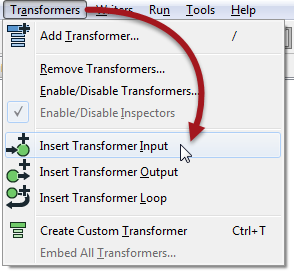 Transformers Writers Run Tools Help
Add Transformer... /
Remove Transformers...
Enable/Disable Transformers...
Enable/Disable Inspectors
Insert Transformer Input
Insert Transformer Output
Insert Transformer Loop
Create Custom Transformer Ctrl+T
Embed All Transformers...